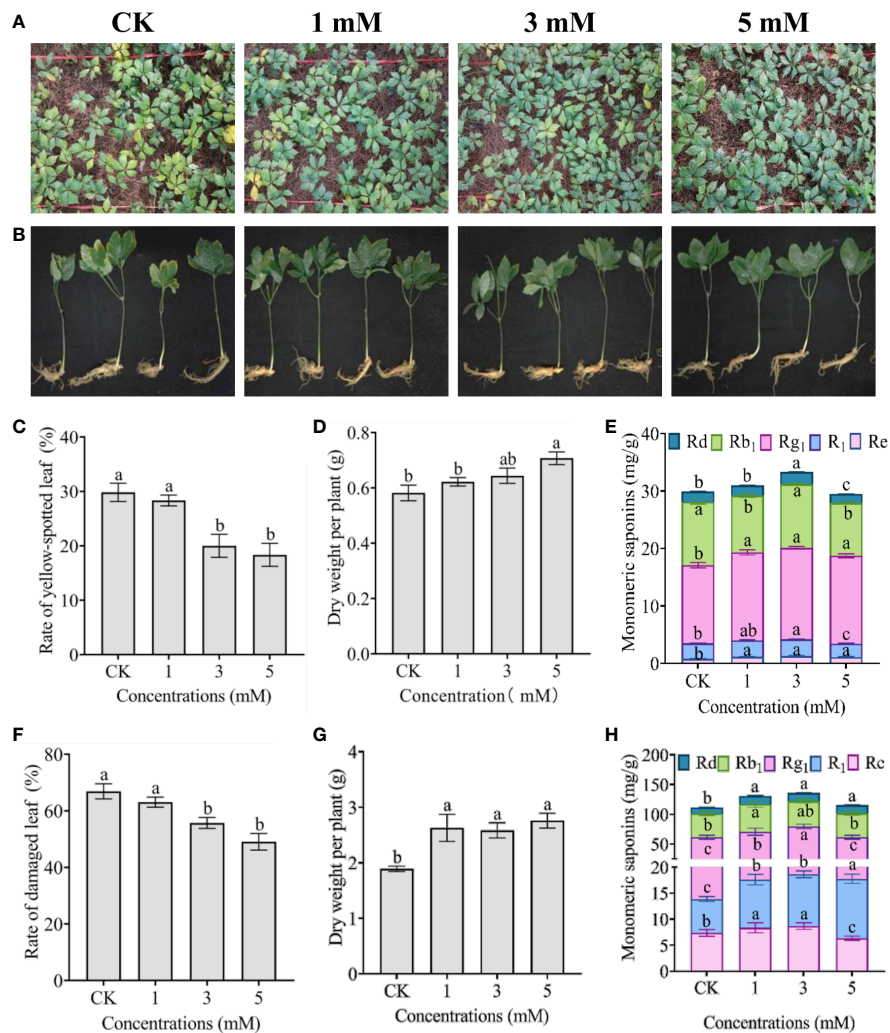 A CK 1 mM 3 mM 5 mM
B
C
Rate of yellow-spotted leaf (%)
40
30
20
10
0
a a b b
CK 1 3 5
Concentrations (mM)
D
Dry weight per plant (g)
0.8
0.6
0.4
0.2
0.0
b b ab a
CK 1 3 5
Concentration( mM)
E
Rd Rb1 Rg1 R1 Re
Monomeric saponins (mg/g)
40
30
20
10
0
b b a c
a b a b
b a a a
b ab a c
b a a a
CK 1 3 5
Concentration (mM)
F
Rate of damaged leaf (%)
80
60
40
20
0
a a b b
CK 1 3 5
Concentrations (mM)
G
Dry weight per plant (g)
4
3
2
1
0
b a a a
CK 1 3 5
Concentrations (mM)
H
Rd Rb1 Rg1 R1 Rc
Monomeric saponins (mg/g)
200
150
100
50
20
15
10
5
0
b a a a
b a ab b
c b a c
c b b a
b a a c
CK 1 3 5
Concentrations (mM)